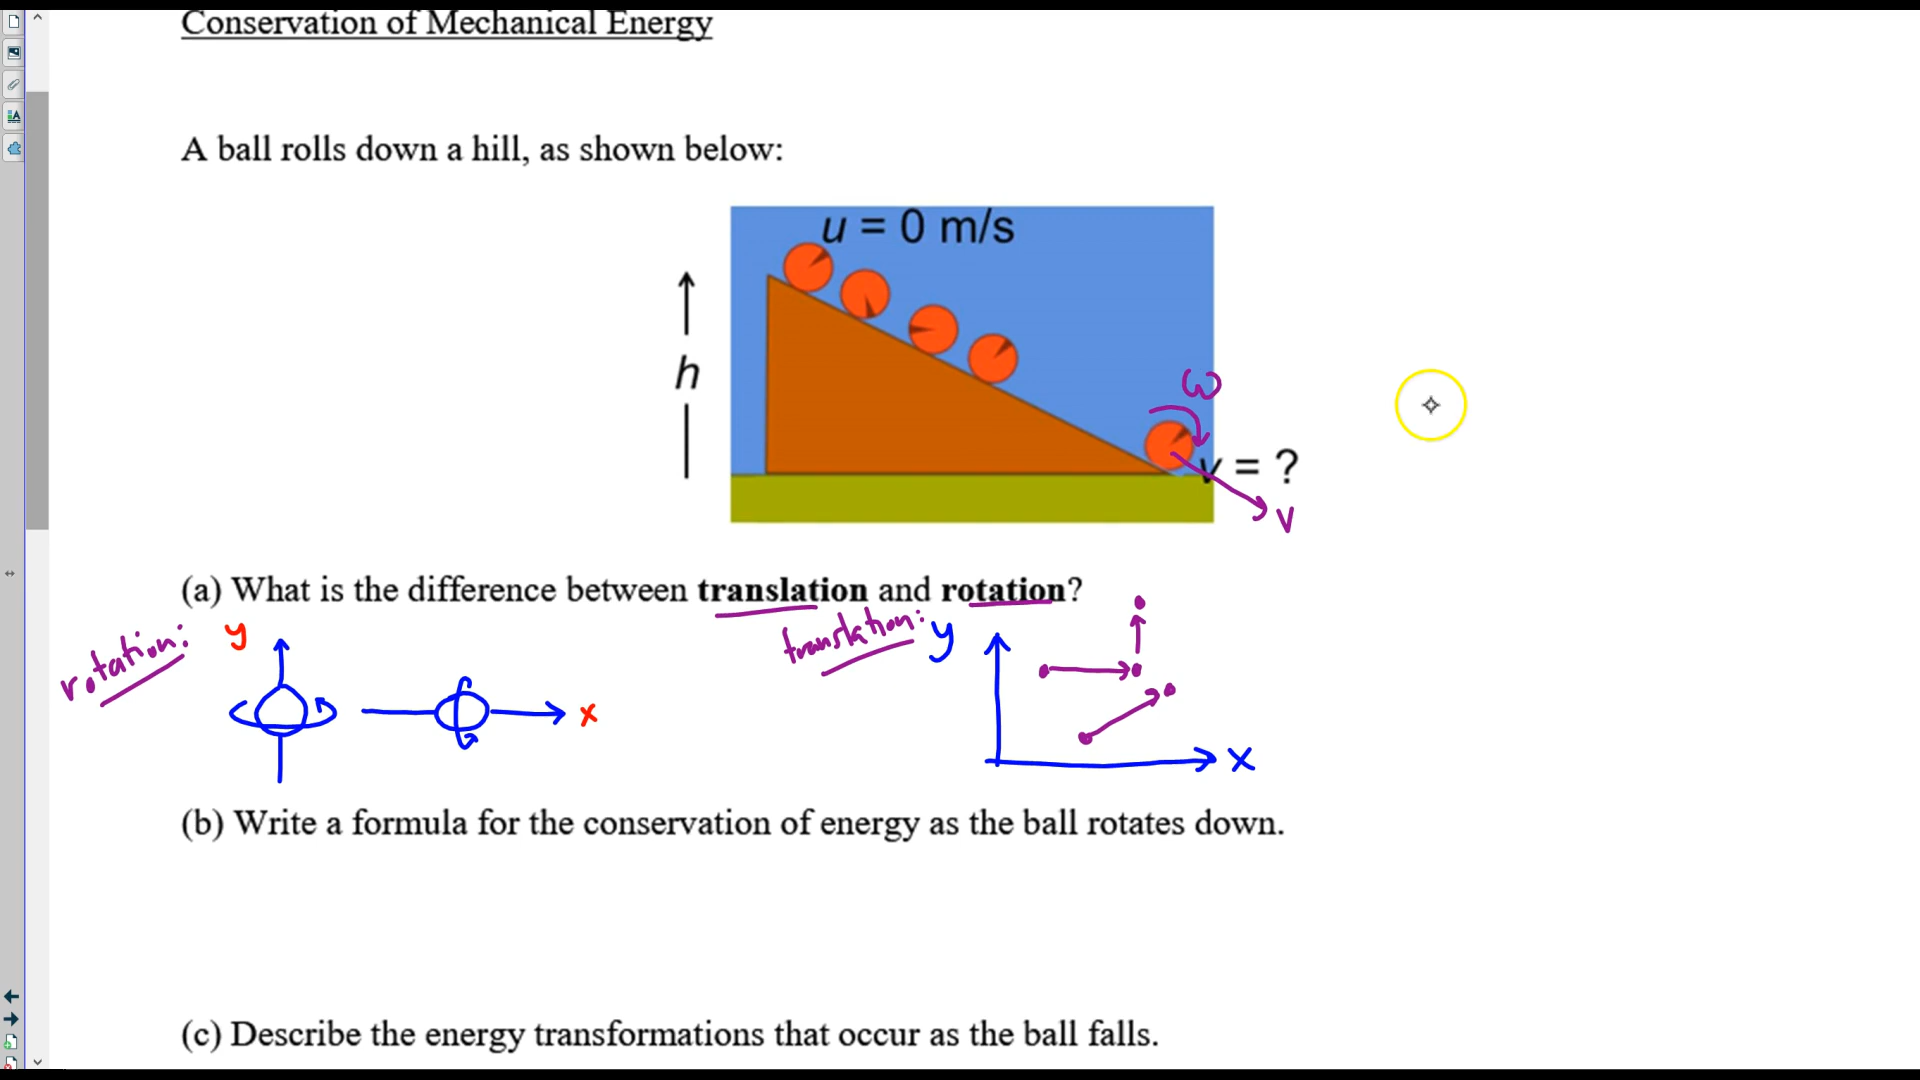 Conservation of Mechanical Energy
A ball rolls down a hill, as shown below:
u = 0 m/s
h
ω
v = ?
v
(a) What is the difference between translation and rotation?
rotation:
y
x
translation:
y
x
(b) Write a formula for the conservation of energy as the ball rotates down.
(c) Describe the energy transformations that occur as the ball falls.